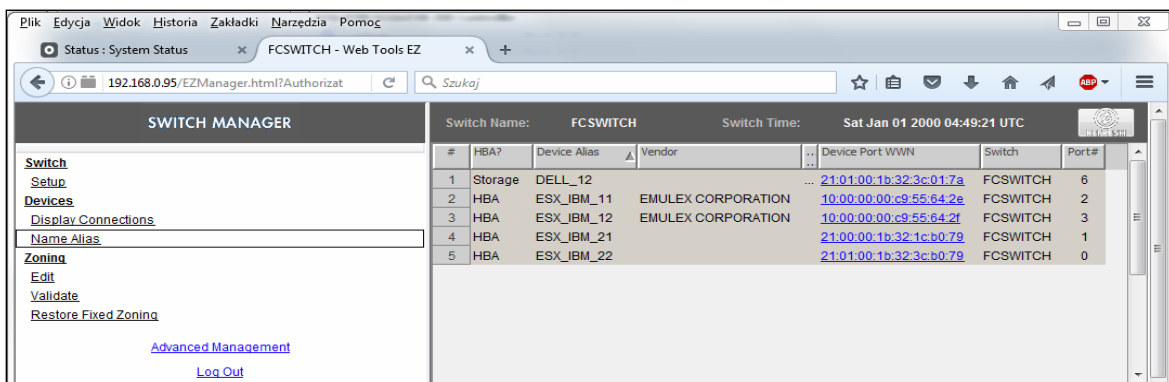 Plik Edycja Widok Historia Zakładki Narzędzia Pomoc
Status : System Status × FCSWITCH - Web Tools EZ × +
192.168.0.95/EZManager.html?Authorizat Szukaj ABP
SWITCH MANAGER
Switch Name: FCSWITCH Switch Time: Sat Jan 01 2000 04:49:21 UTC
Switch
Setup
Devices
Display Connections
Name Alias
Zoning
Edit
Validate
Restore Fixed Zoning
Advanced Management
Log Out
# HBA? Device Alias Vendor .. Device Port WWN Switch Port#
1 Storage DELL_12 ... 21:01:00:1b:32:3c:01:7a FCSWITCH 6
2 HBA ESX_IBM_11 EMULEX CORPORATION 10:00:00:00:c9:55:64:2e FCSWITCH 2
3 HBA ESX_IBM_12 EMULEX CORPORATION 10:00:00:00:c9:55:64:2f FCSWITCH 3
4 HBA ESX_IBM_21 21:00:00:1b:32:1c:b0:79 FCSWITCH 1
5 HBA ESX_IBM_22 21:01:00:1b:32:3c:b0:79 FCSWITCH 0